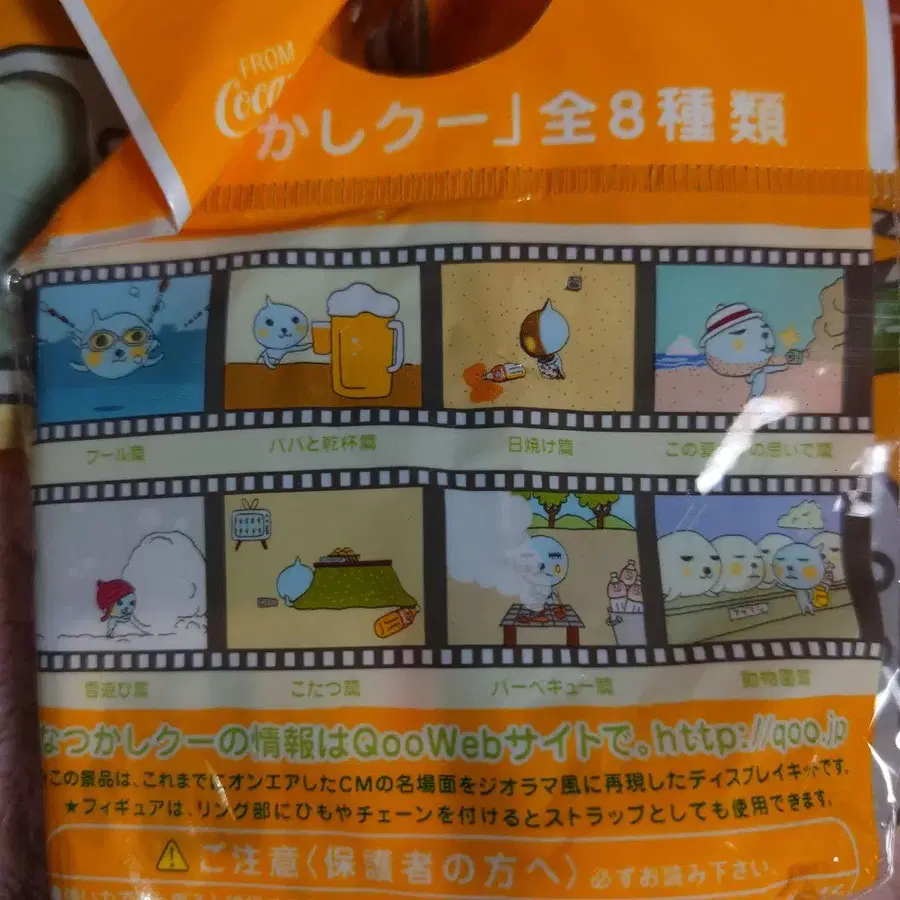 FROM
Coca
かしクー」全8種類
プール篇
パパと乾杯篇
日焼け篇
この夏の思いで篇
雪遊び篇
こたつ篇
バーベキュー篇
動物園篇
なつかしクーの情報はQooWebサイトで。http://qoo.jp
この景品は、これまでにオンエアしたCMの名場面をジオラマ風に再現したディスプレイキットです。
★フィギュアは、リング部にひもやチェーンを付けるとストラップとしても使用できます。
ご注意〈保護者の方へ〉必ずお読み下さい。